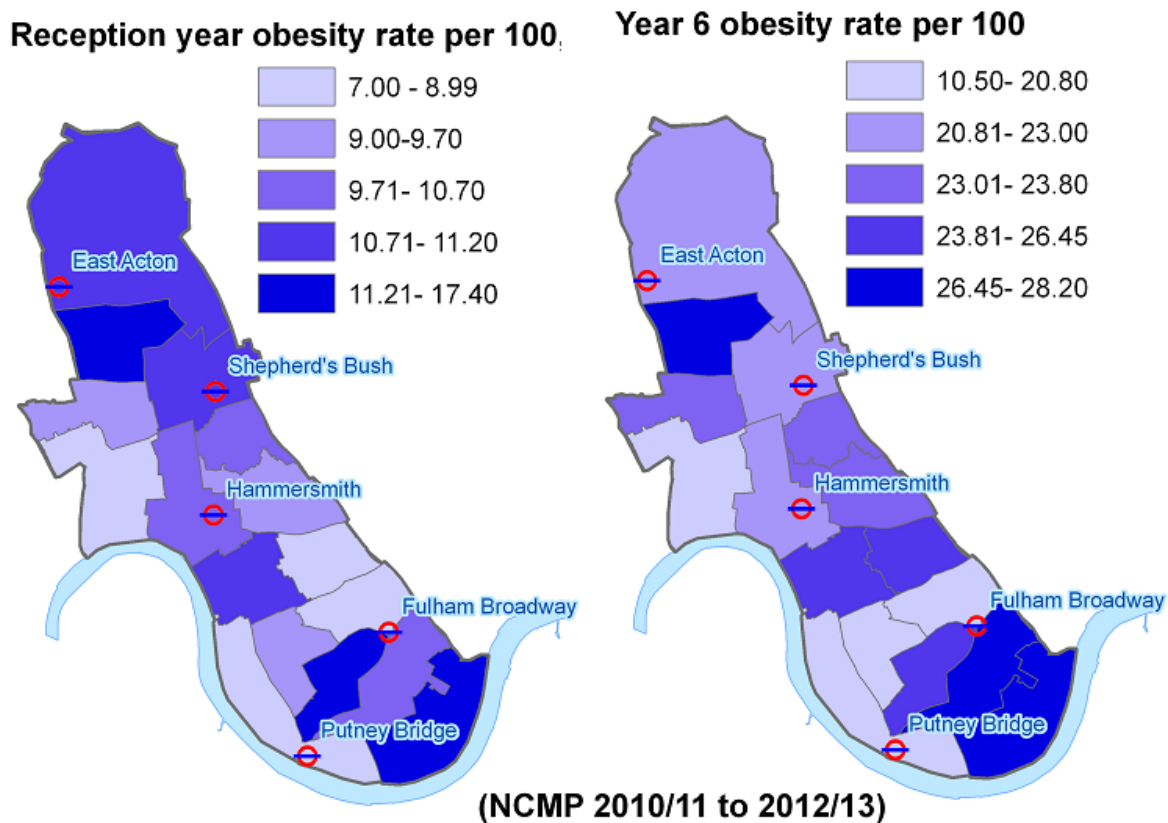 Reception year obesity rate per 100,
7.00 - 8.99
9.00-9.70
9.71- 10.70
10.71- 11.20
11.21- 17.40
East Acton
Shepherd's Bush
Hammersmith
Fulham Broadway
Putney Bridge
Year 6 obesity rate per 100
10.50- 20.80
20.81- 23.00
23.01- 23.80
23.81- 26.45
26.45- 28.20
East Acton
Shepherd's Bush
Hammersmith
Fulham Broadway
Putney Bridge
(NCMP 2010/11 to 2012/13)